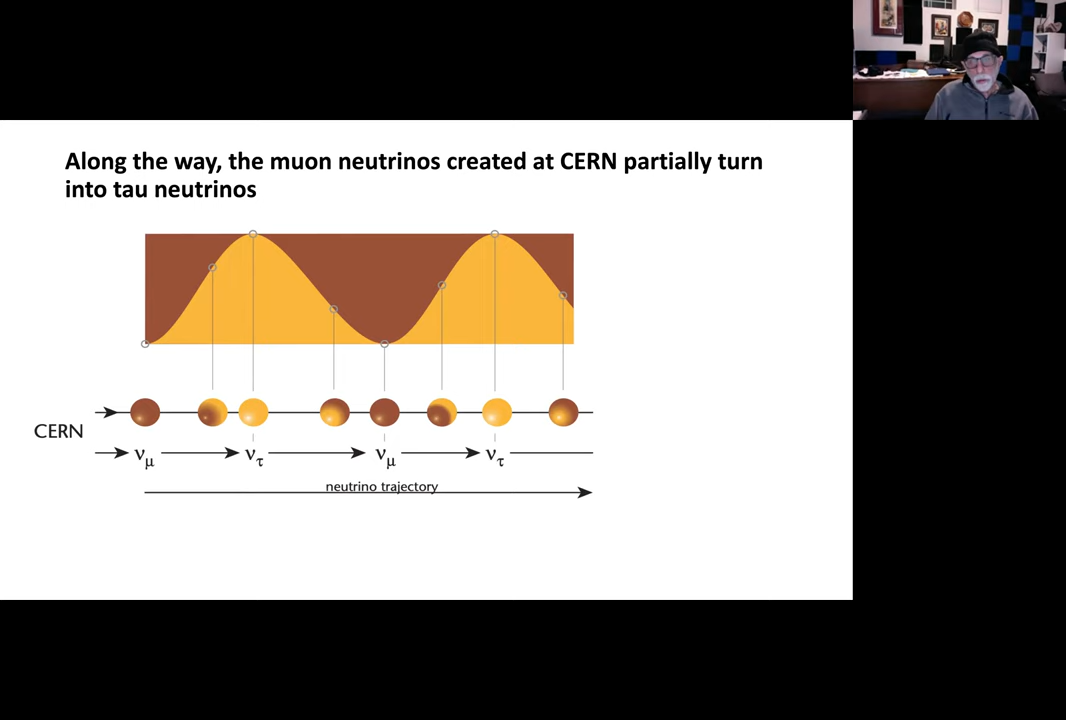 Along the way, the muon neutrinos created at CERN partially turn
into tau neutrinos
CERN
νμ ντ νμ ντ
neutrino trajectory